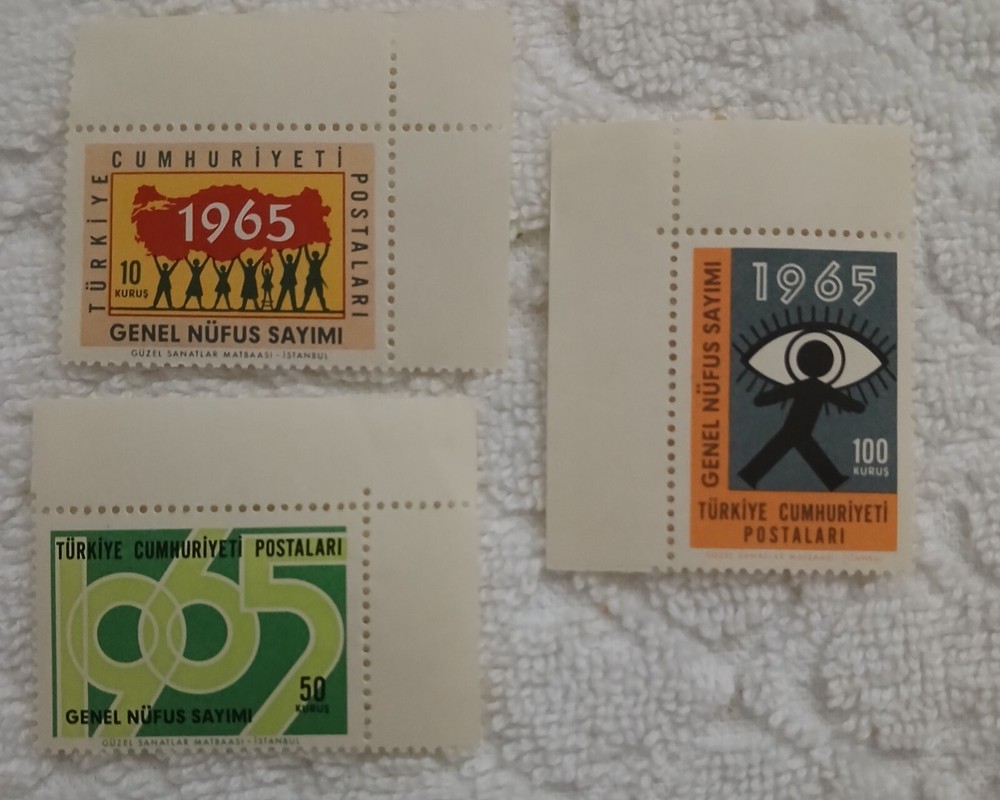 CUMHURİYETİ
TÜRKİYE
POSTALARI
1965
10
KURUŞ
GENEL NÜFUS SAYIMI
GÜZEL SANATLAR MATBAASI - İSTANBUL
1965
GENEL NÜFUS SAYIMI
100
KURUŞ
TÜRKİYE CUMHURİYETİ
POSTALARI
TÜRKİYE CUMHURİYETİ POSTALARI
1965
50
KURUŞ
GENEL NÜFUS SAYIMI
GÜZEL SANATLAR MATBAASI - İSTANBUL